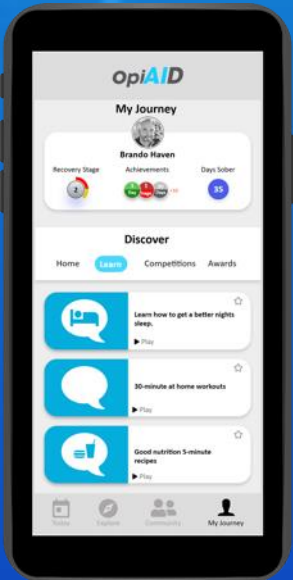 opiAID
My Journey
Brando Haven
Recovery Stage Achievements Days Sober
2
35
Discover
Home Learn Competitions Awards
Learn how to get a better nights
sleep.
▶ Play
30-minute at home workouts
▶ Play
Good nutrition 5-minute
recipes
▶ Play
Today Explore Community My Journey